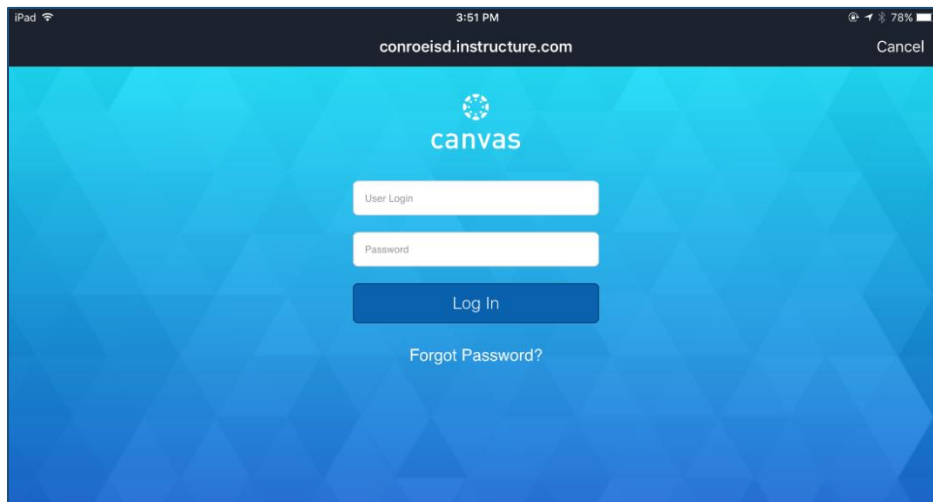 iPad 3:51 PM 78%
conroeisd.instructure.com Cancel
canvas
User Login
Password
Log In
Forgot Password?